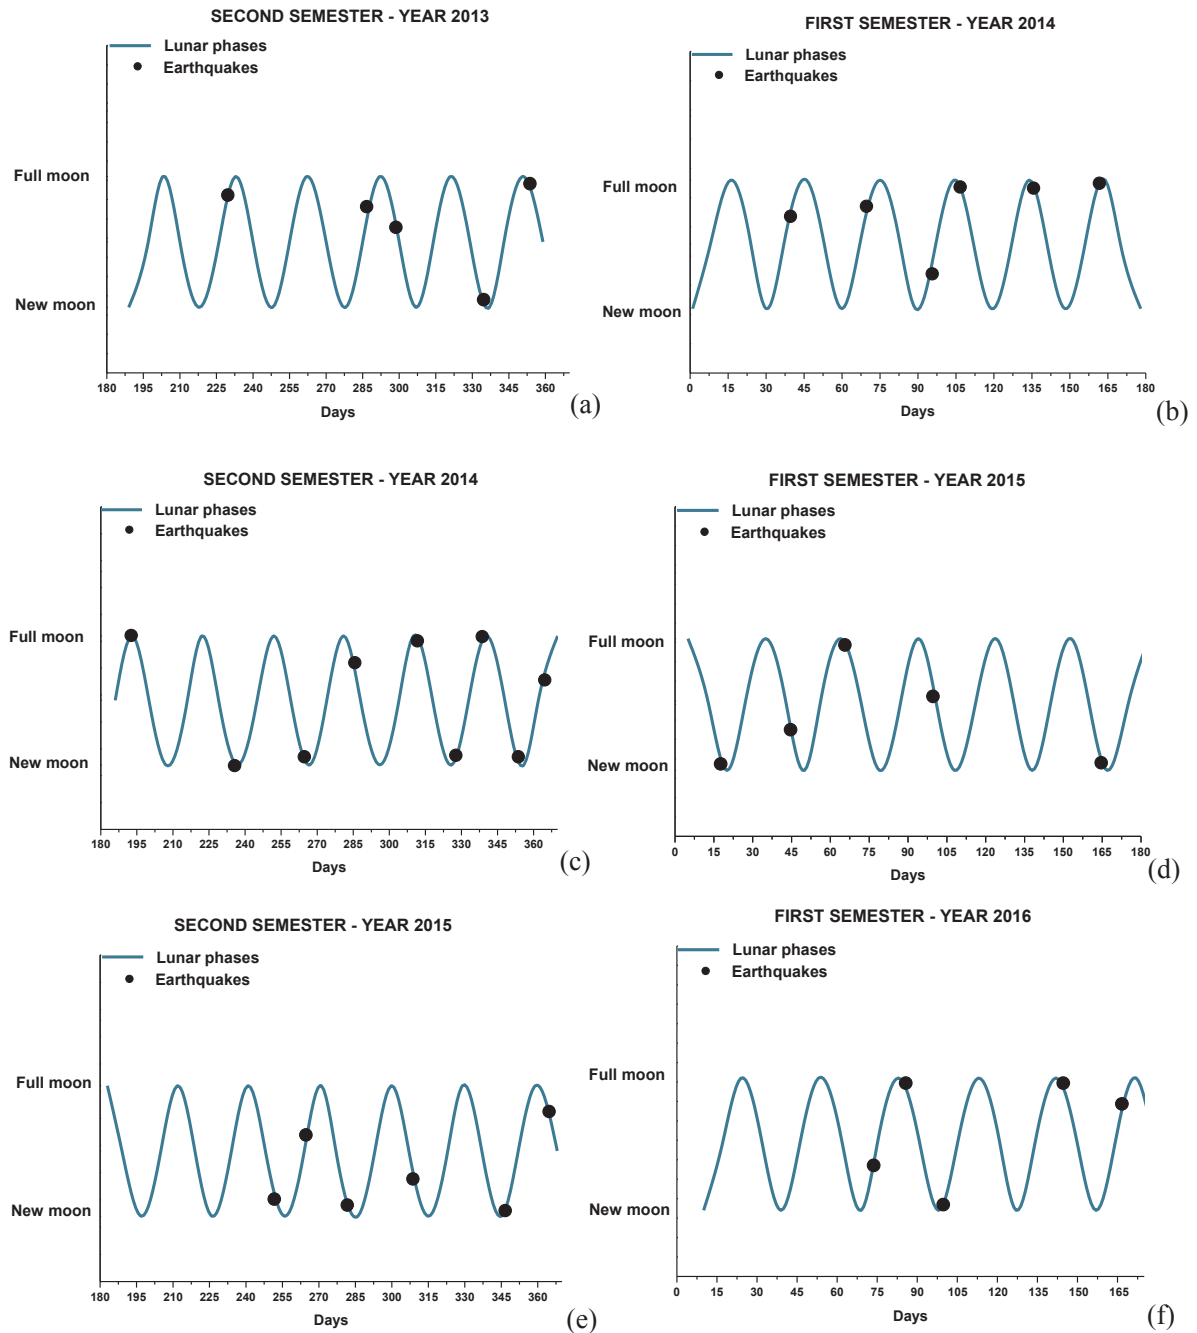 SECOND SEMESTER - YEAR 2013
Lunar phases
Earthquakes
Full moon
New moon
180 195 210 225 240 255 270 285 300 315 330 345 360
Days
(a)
FIRST SEMESTER - YEAR 2014
Lunar phases
Earthquakes
Full moon
New moon
0 15 30 45 60 75 90 105 120 135 150 165 180
Days
(b)
SECOND SEMESTER - YEAR 2014
Lunar phases
Earthquakes
Full moon
New moon
180 195 210 225 240 255 270 285 300 315 330 345 360
Days
(c)
FIRST SEMESTER - YEAR 2015
Lunar phases
Earthquakes
Full moon
New moon
0 15 30 45 60 75 90 105 120 135 150 165 180
Days
(d)
SECOND SEMESTER - YEAR 2015
Lunar phases
Earthquakes
Full moon
New moon
180 195 210 225 240 255 270 285 300 315 330 345 360
Days
(e)
FIRST SEMESTER - YEAR 2016
Lunar phases
Earthquakes
Full moon
New moon
0 15 30 45 60 75 90 105 120 135 150 165
Days
(f)